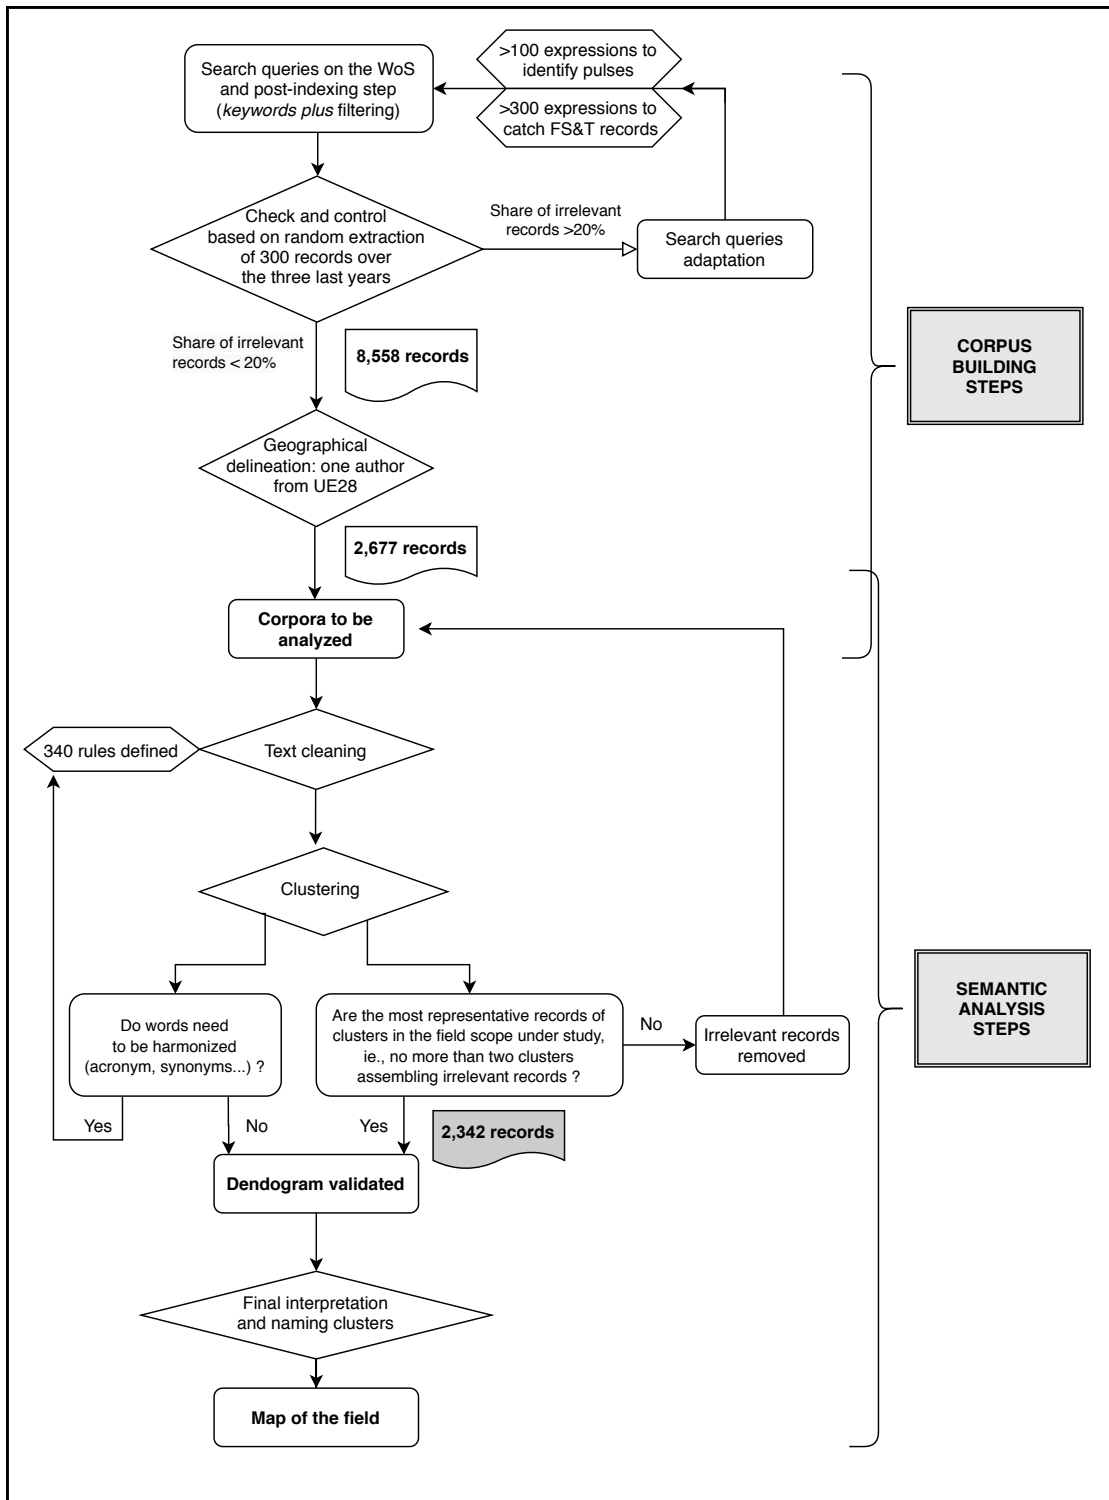 Search queries on the WoS
and post-indexing step
(keywords plus filtering)
>100 expressions to
identify pulses
>300 expressions to
catch FS&T records
Check and control
based on random extraction
of 300 records over
the three last years
Share of irrelevant
records >20%
Search queries
adaptation
Share of irrelevant
records < 20%
8,558 records
CORPUS
BUILDING
STEPS
Geographical
delineation: one author
from UE28
2,677 records
Corpora to be
analyzed
340 rules defined
Text cleaning
Clustering
Do words need
to be harmonized
(acronym, synonyms...) ?
Are the most representative records of
clusters in the field scope under study,
ie., no more than two clusters
assembling irrelevant records ?
No
Irrelevant records
removed
SEMANTIC
ANALYSIS
STEPS
Yes
No
Yes
2,342 records
Dendogram validated
Final interpretation
and naming clusters
Map of the field